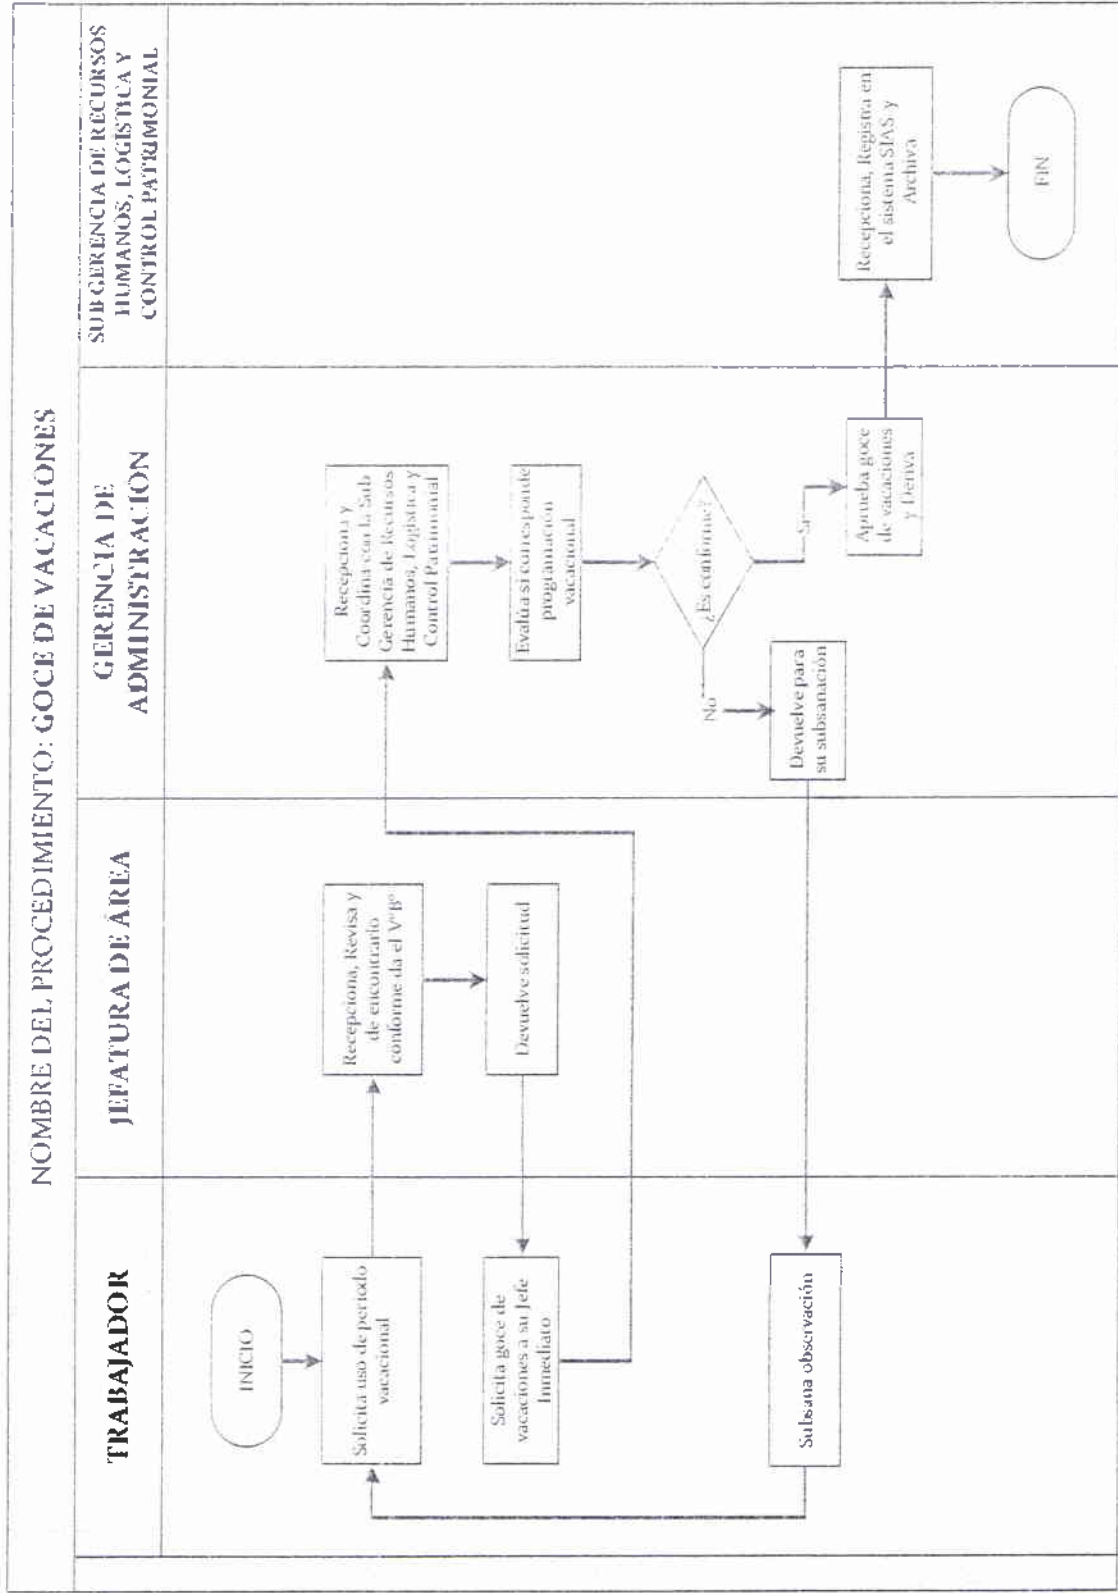 NOMBRE DEL PROCEDIMIENTO: GOCE DE VACACIONES
TRABAJADOR
JEFATURA DE ÁREA
GERENCIA DE
ADMINISTRACIÓN
SUB GERENCIA DE RECURSOS
HUMANOS, LOGÍSTICA Y
CONTROL PATRIMONIAL
INICIO
Solicita uso de periodo
vacacional
Recepciona, Revisa y
de encontrarlo
conforme da el VºBº
Devuelve solicitud
Solicita goce de
vacaciones a su Jefe
Inmediato
Recepciona y
Coordina con la Sub
Gerencia de Recursos
Humanos, Logística y
Control Patrimonial
Evalúa si corresponde
programación
vacacional
¿Es conforme?
No
Si
Devuelve para
su subsanación
Subsana observación
Aprueba goce
de vacaciones
y Deriva
Recepciona, Registra en
el sistema SIAS y
Archiva
FIN